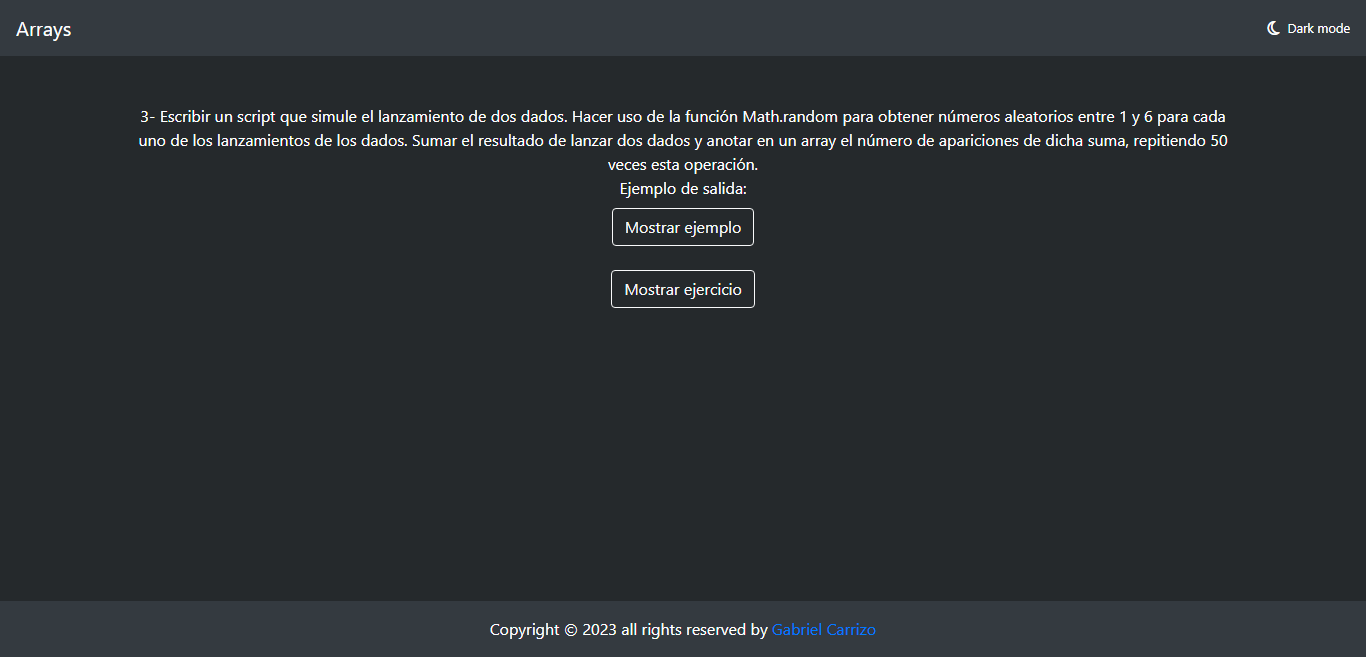 Arrays
Dark mode
3- Escribir un script que simule el lanzamiento de dos dados. Hacer uso de la función Math.random para obtener números aleatorios entre 1 y 6 para cada
uno de los lanzamientos de los dados. Sumar el resultado de lanzar dos dados y anotar en un array el número de apariciones de dicha suma, repitiendo 50
veces esta operación.
Ejemplo de salida:
Mostrar ejemplo
Mostrar ejercicio
Copyright © 2023 all rights reserved by Gabriel Carrizo